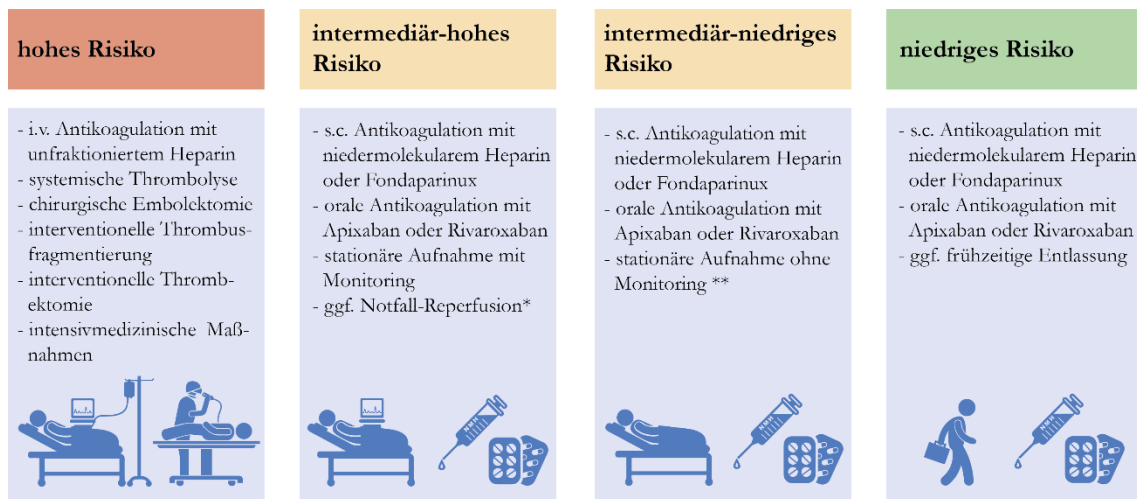 hohes Risiko
- i.v. Antikoagulation mit
unfraktioniertem Heparin
- systemische Thrombolyse
- chirurgische Embolektomie
- interventionelle Thrombus-
fragmentierung
- interventionelle Thromb-
ektomie
- intensivmedizinische Maß-
nahmen
intermediär-hohes
Risiko
- s.c. Antikoagulation mit
niedermolekularem Heparin
oder Fondaparinux
- orale Antikoagulation mit
Apixaban oder Rivaroxaban
- stationäre Aufnahme mit
Monitoring
- ggf. Notfall-Reperfusion*
NMH
intermediär-niedriges
Risiko
- s.c. Antikoagulation mit
niedermolekularem Heparin
oder Fondaparinux
- orale Antikoagulation mit
Apixaban oder Rivaroxaban
- stationäre Aufnahme ohne
Monitoring **
NMH
niedriges Risiko
- s.c. Antikoagulation mit
niedermolekularem Heparin
oder Fondaparinux
- orale Antikoagulation mit
Apixaban oder Rivaroxaban
- ggf. frühzeitige Entlassung
NMH